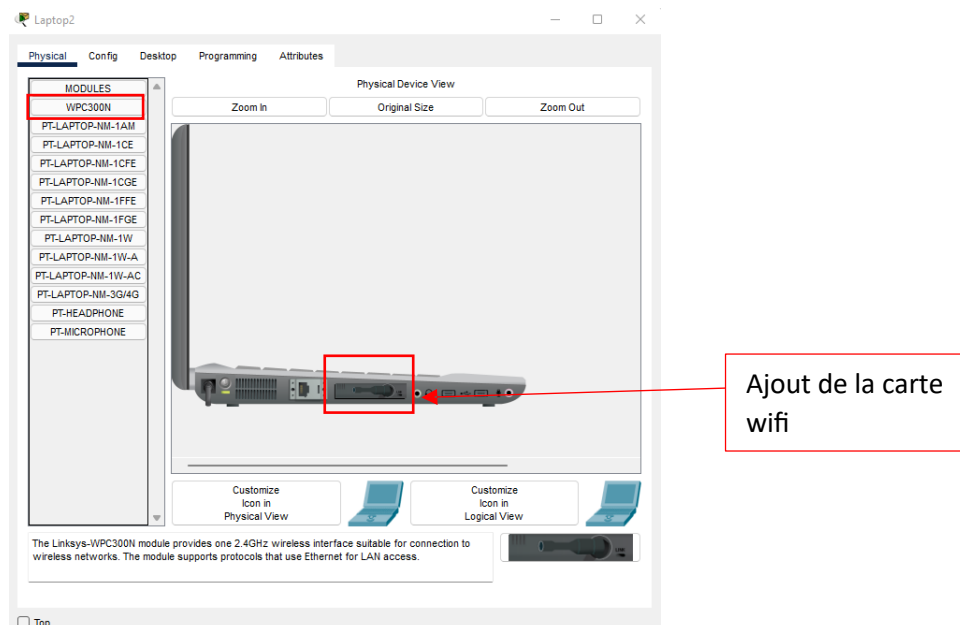 Laptop2
Physical Config Desktop Programming Attributes
MODULES
WPC300N
PT-LAPTOP-NM-1AM
PT-LAPTOP-NM-1CE
PT-LAPTOP-NM-1CFE
PT-LAPTOP-NM-1CGE
PT-LAPTOP-NM-1FFE
PT-LAPTOP-NM-1FGE
PT-LAPTOP-NM-1W
PT-LAPTOP-NM-1W-A
PT-LAPTOP-NM-1W-AC
PT-LAPTOP-NM-3G/4G
PT-HEADPHONE
PT-MICROPHONE
Physical Device View
Zoom In Original Size Zoom Out
Ajout de la carte
wifi
Customize
Icon in
Physical View
Customize
Icon in
Logical View
The Linksys-WPC300N module provides one 2.4GHz wireless interface suitable for connection to
wireless networks. The module supports protocols that use Ethernet for LAN access.
Top